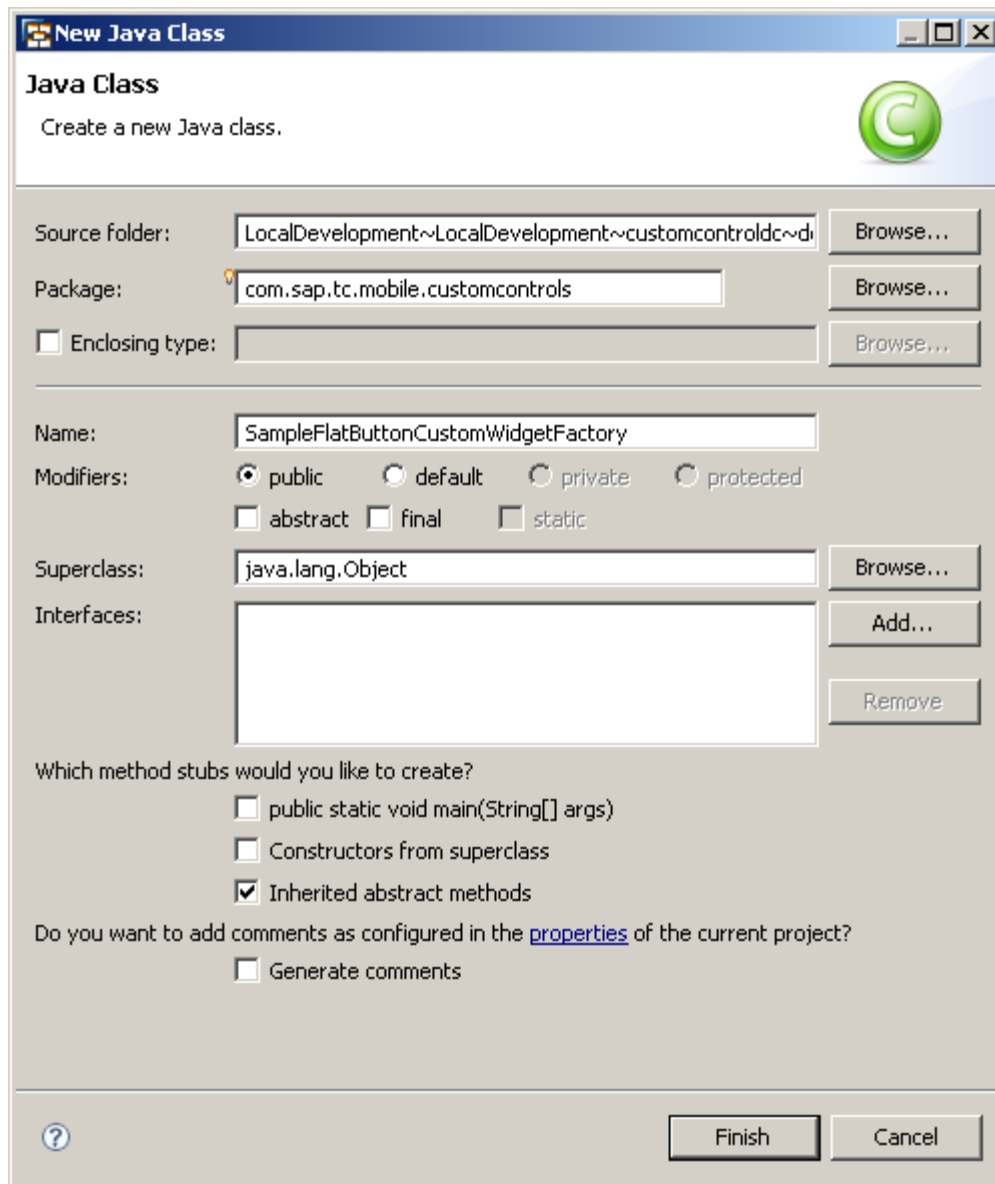 New Java Class
Java Class
Create a new Java class.
C
Source folder: LocalDevelopment~LocalDevelopment~customcontroldc~d Browse...
Package: com.sap.tc.mobile.customcontrols Browse...
Enclosing type: Browse...
Name: SampleFlatButtonCustomWidgetFactory
Modifiers: public default private protected
abstract final static
Superclass: java.lang.Object Browse...
Interfaces: Add...
Remove
Which method stubs would you like to create?
public static void main(String[] args)
Constructors from superclass
Inherited abstract methods
Do you want to add comments as configured in the properties of the current project?
Generate comments
? Finish Cancel